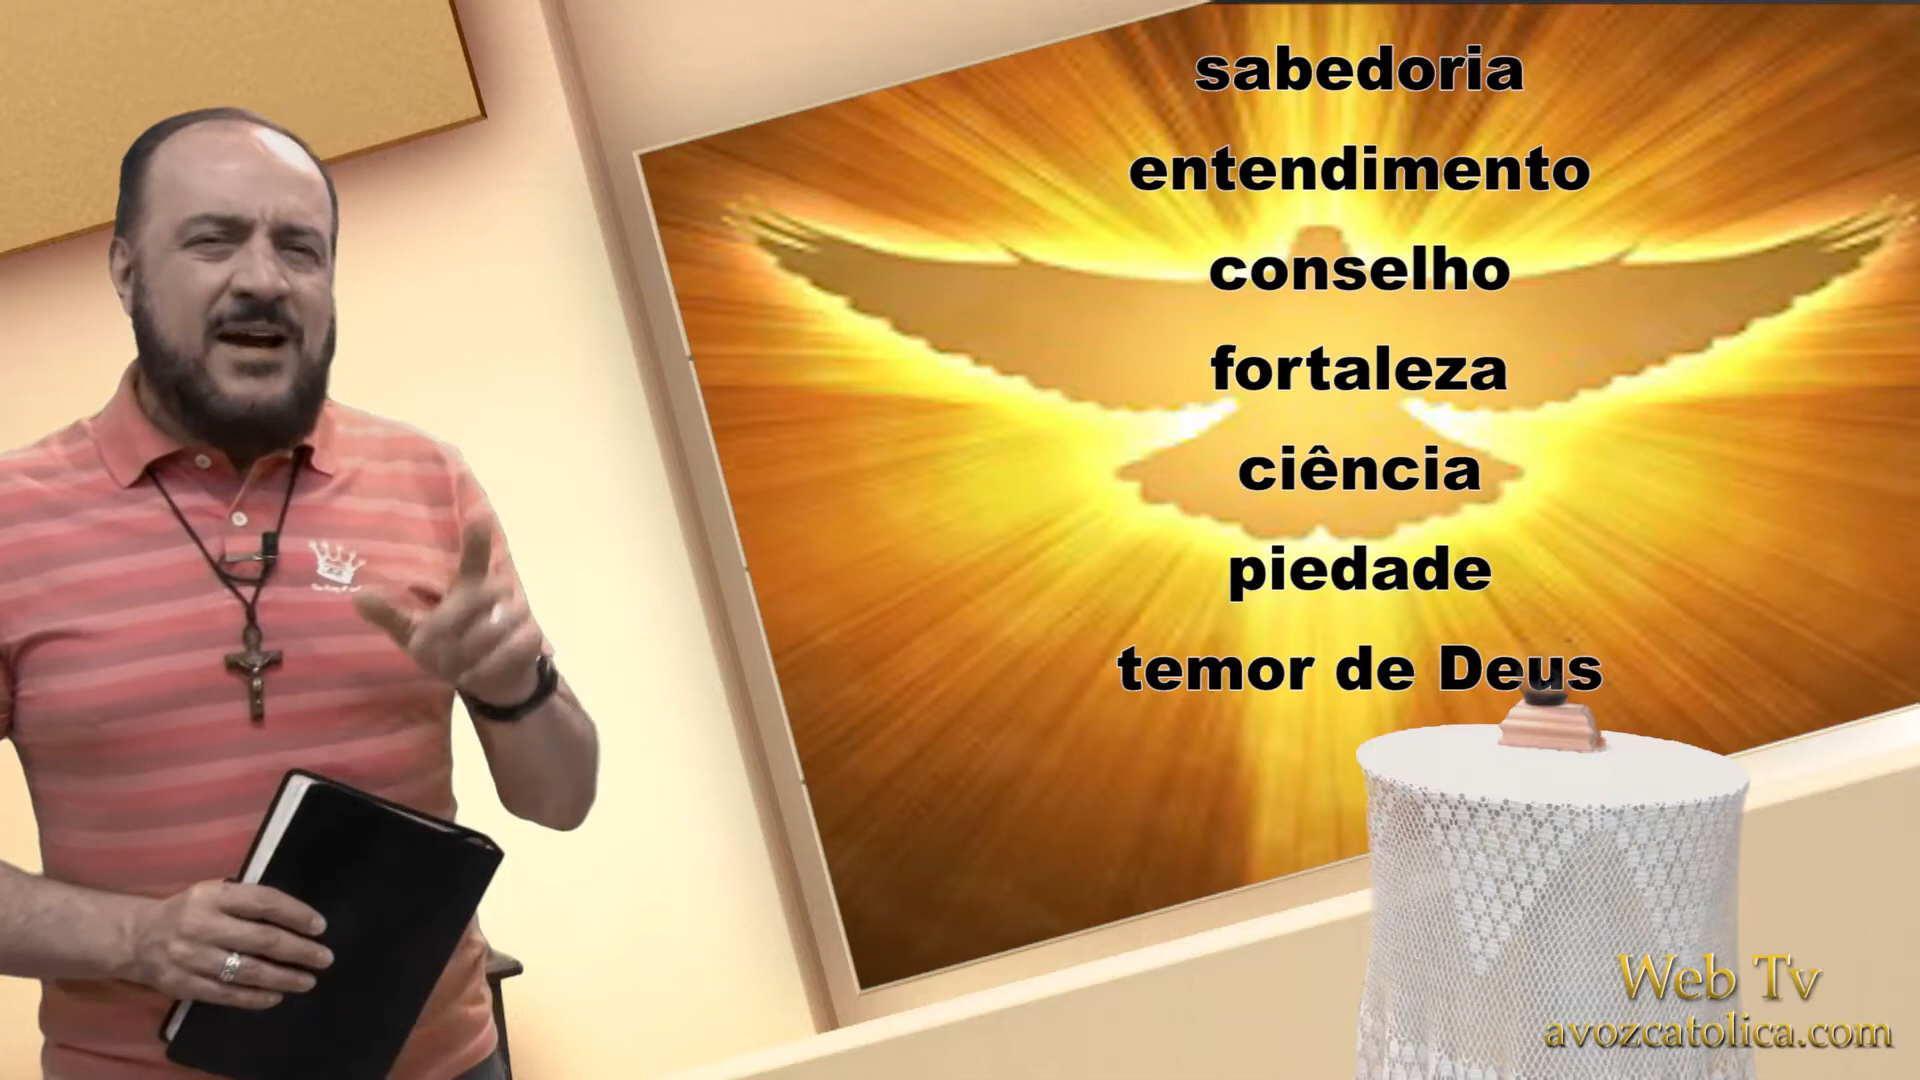 sabedoria
entendimento
conselho
fortaleza
ciência
piedade
temor de Deus
Web Tv
avozcatolica.com